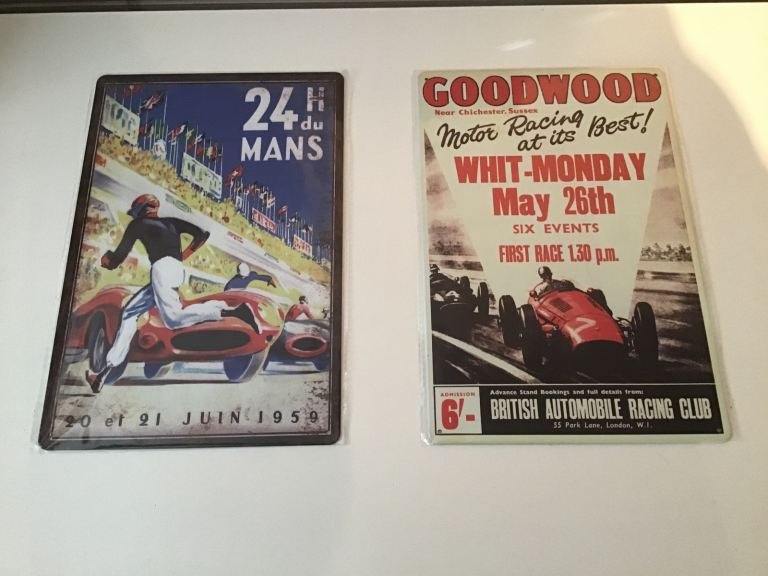 24 H
du
MANS
20 et 21 JUIN 1959
GOODWOOD
Near Chichester, Sussex
Motor Racing
at its Best!
WHIT-MONDAY
May 26th
SIX EVENTS
FIRST RACE 1.30 p.m.
7
ADMISSION
6/-
Advance Stand Bookings and full details from:
BRITISH AUTOMOBILE RACING CLUB
55 Park Lane, London, W.1.